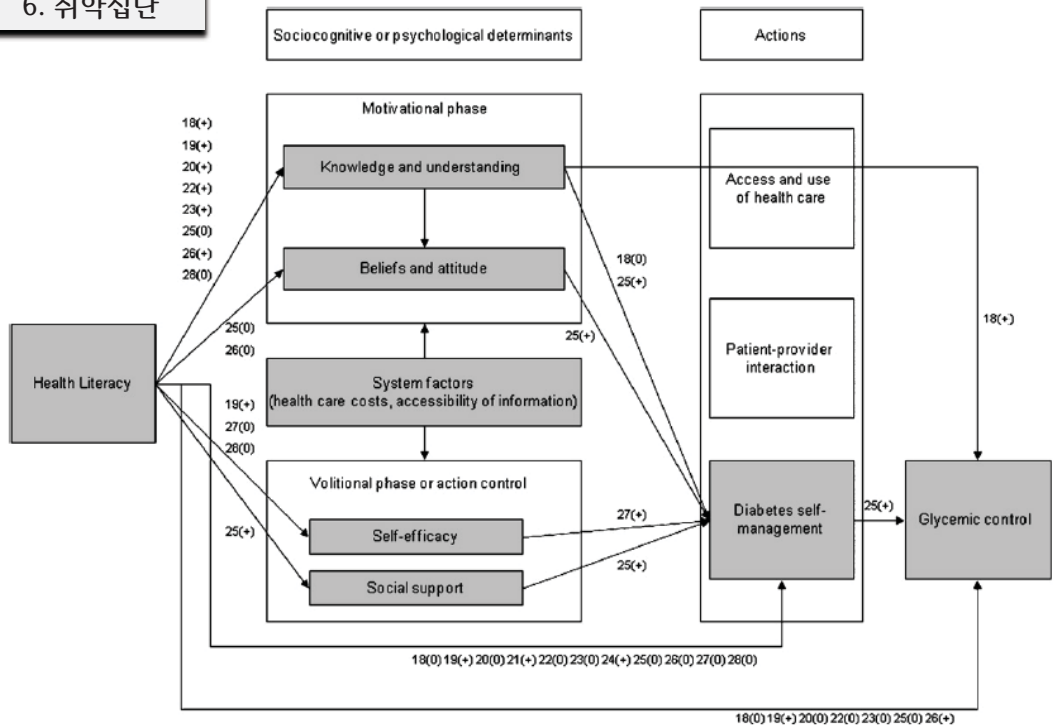 6. 취약집단
Sociocognitive or psychological determinants
Actions
Motivational phase
18(+)
19(+)
20(+)
22(+)
23(+)
25(0)
26(+)
28(0)
Knowledge and understanding
Access and use
of health care
Beliefs and attitude
18(0)
25(+)
18(+)
25(0)
26(0)
25(+)
Health Literacy
System factors
(health care costs, accessibility of information)
Patient-provider
interaction
19(+)
27(0)
28(0)
Volitional phase or action control
25(+)
Self-efficacy
27(+)
Diabetes self-
management
25(+)
Glycemic control
Social support
25(+)
18(0) 19(+) 20(0) 21(+) 22(0) 23(0) 24(+) 25(0) 26(0) 27(0) 28(0)
18(0) 19(+) 20(0) 22(0) 23(0) 25(0) 26(+)